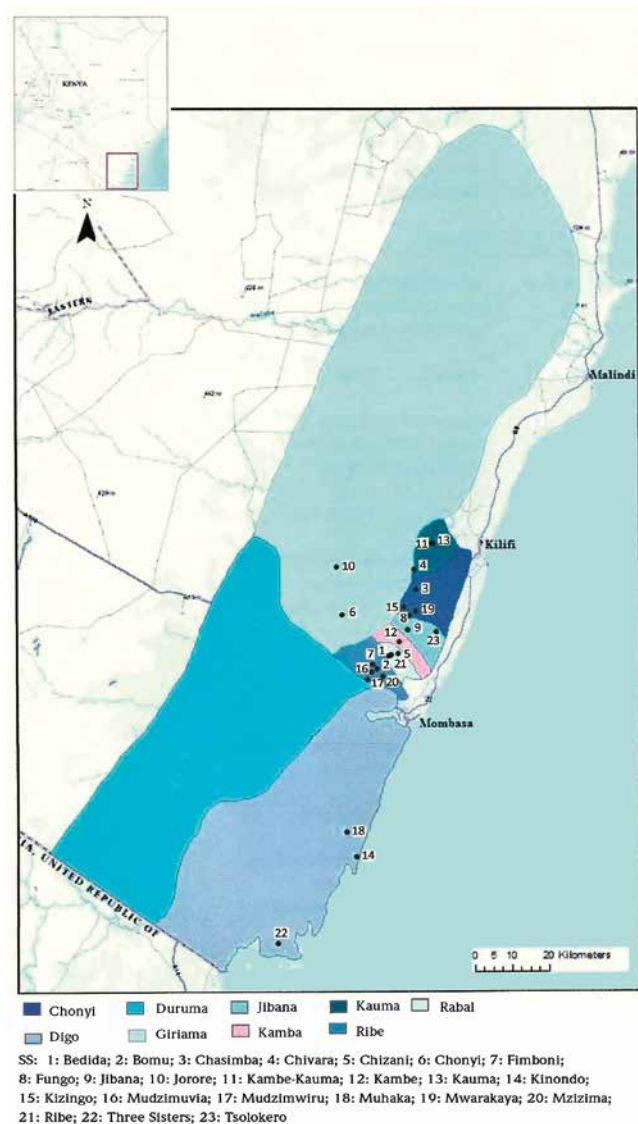 KENYA
N
EASTERN
Malindi
11 13
Kilifi
4
10
3
15
19
6
8
9
23
12
1
5
7
2
21
16
17
20
Mombasa
18
14
IA, UNITED REPUBLIC OF
22
0 5 10 20 Kilometers
Chonyi Duruma Jibana Kauma Rabal
Digo Giriama Kamba Ribe
SS: 1: Bedida; 2: Bomu; 3: Chasimba; 4: Chivara; 5: Chizani; 6: Chonyi; 7: Fimboni;
8: Fungo; 9: Jibana; 10: Jorore; 11: Kambe-Kauma; 12: Kambe; 13: Kauma; 14: Kinondo;
15: Kizingo; 16: Mudzimuvia; 17: Mudzimwiru; 18: Muhaka; 19: Mwarakaya; 20: Mzizima;
21: Ribe; 22: Three Sisters; 23: Tsolokero